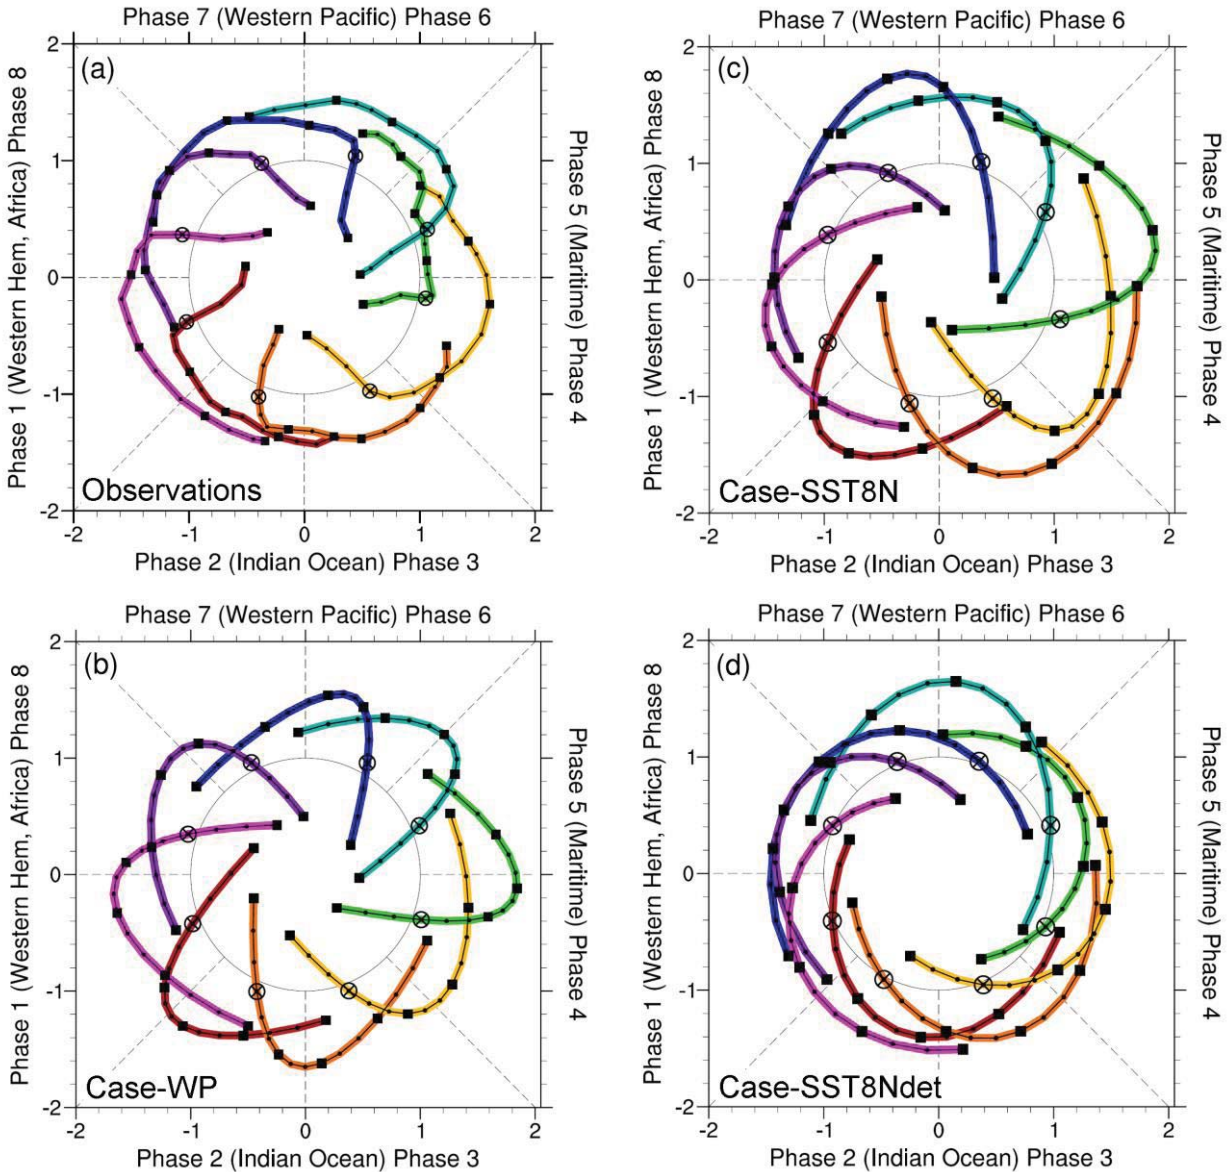 Phase 7 (Western Pacific) Phase 6
Phase 1 (Western Hem, Africa) Phase 8
2
1
0
-1
-2
(a)
Observations
-2 -1 0 1 2
Phase 2 (Indian Ocean) Phase 3
Phase 5 (Maritime) Phase 4
Phase 7 (Western Pacific) Phase 6
Phase 1 (Western Hem, Africa) Phase 8
2
1
0
-1
-2
(c)
Case-SST8N
-2 -1 0 1 2
Phase 2 (Indian Ocean) Phase 3
Phase 5 (Maritime) Phase 4
Phase 7 (Western Pacific) Phase 6
Phase 1 (Western Hem, Africa) Phase 8
2
1
0
-1
-2
(b)
Case-WP
-2 -1 0 1 2
Phase 2 (Indian Ocean) Phase 3
Phase 5 (Maritime) Phase 4
Phase 7 (Western Pacific) Phase 6
Phase 1 (Western Hem, Africa) Phase 8
2
1
0
-1
-2
(d)
Case-SST8Ndet
-2 -1 0 1 2
Phase 2 (Indian Ocean) Phase 3
Phase 5 (Maritime) Phase 4